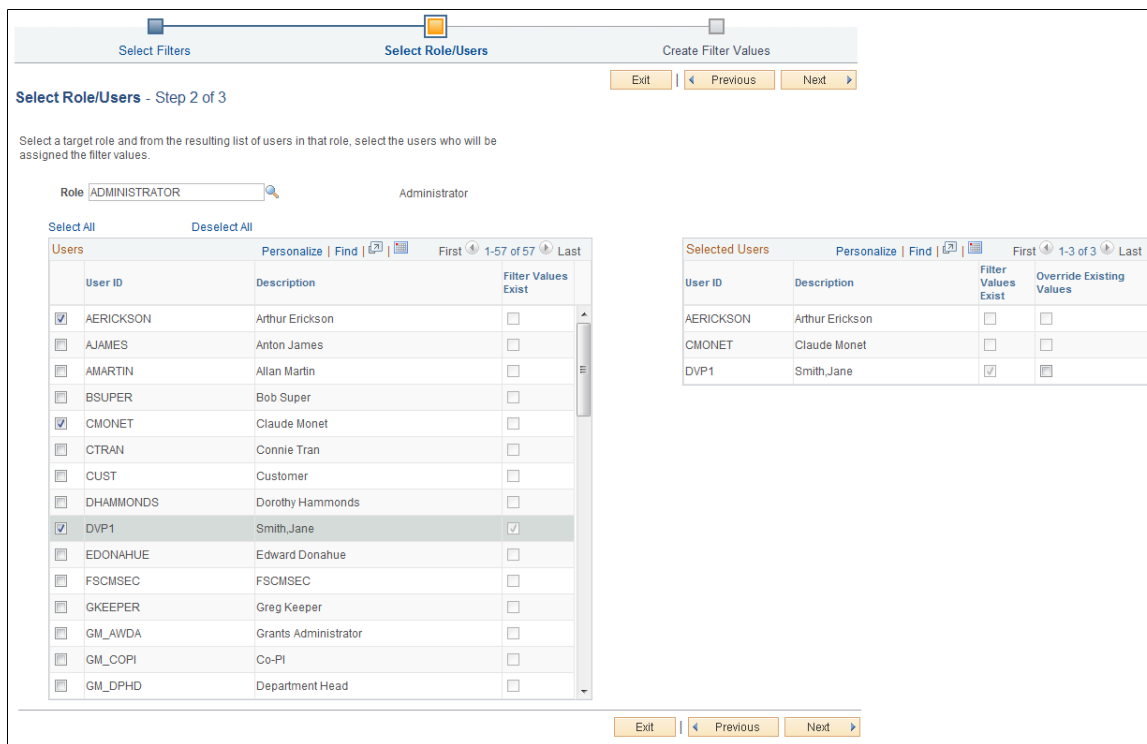 Select Filters Select Role/Users Create Filter Values
Exit | Previous Next
Select Role/Users - Step 2 of 3
Select a target role and from the resulting list of users in that role, select the users who will be
assigned the filter values.
Role ADMINISTRATOR Administrator
Select All Deselect All
Users Personalize | Find | | First 1-57 of 57 Last
User ID Description Filter Values
Exist
AERICKSON Arthur Erickson
AJAMES Anton James
AMARTIN Allan Martin
BSUPER Bob Super
CMONET Claude Monet
CTRAN Connie Tran
CUST Customer
DHAMMONDS Dorothy Hammonds
DVP1 Smith,Jane
EDONAHUE Edward Donahue
FSCMSEC FSCMSEC
GKEEPER Greg Keeper
GM_AWDA Grants Administrator
GM_COPI Co-PI
GM_DPHD Department Head
Selected Users Personalize | Find | | First 1-3 of 3 Last
User ID Description Filter
Values
Exist Override Existing
Values
AERICKSON Arthur Erickson
CMONET Claude Monet
DVP1 Smith,Jane
Exit | Previous Next